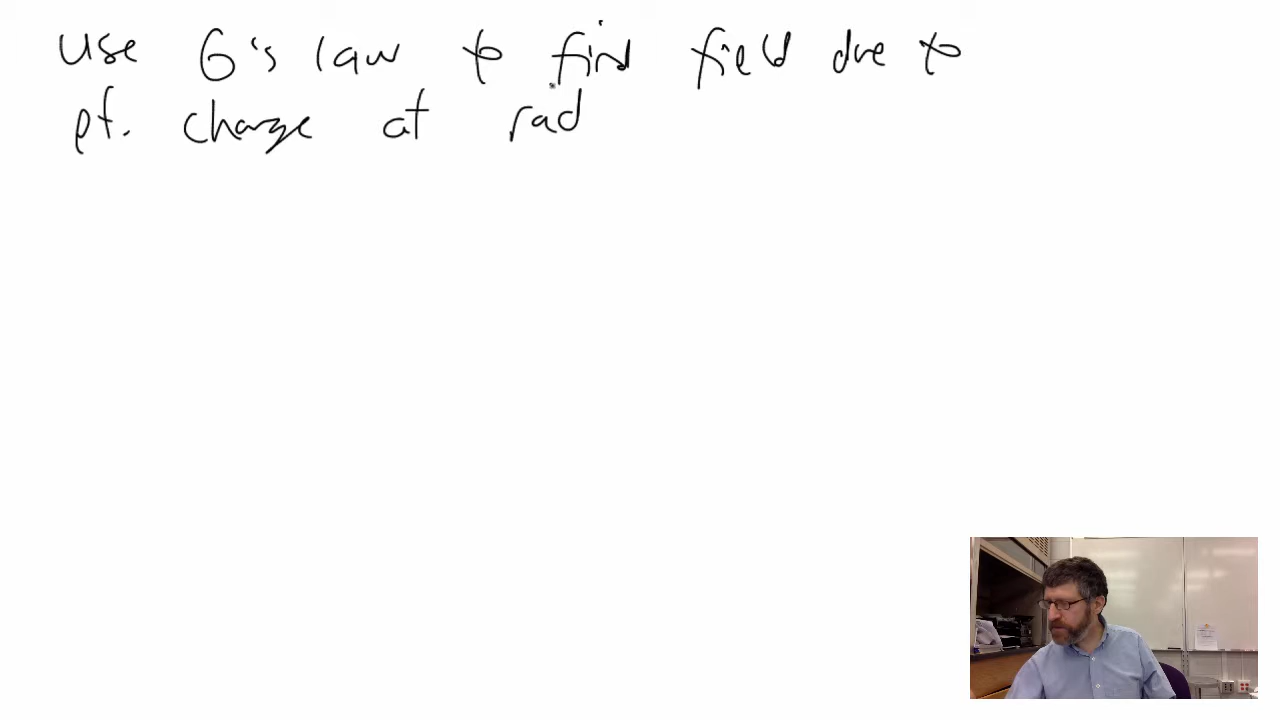 use G's law to find field due to
pt. charge at rad